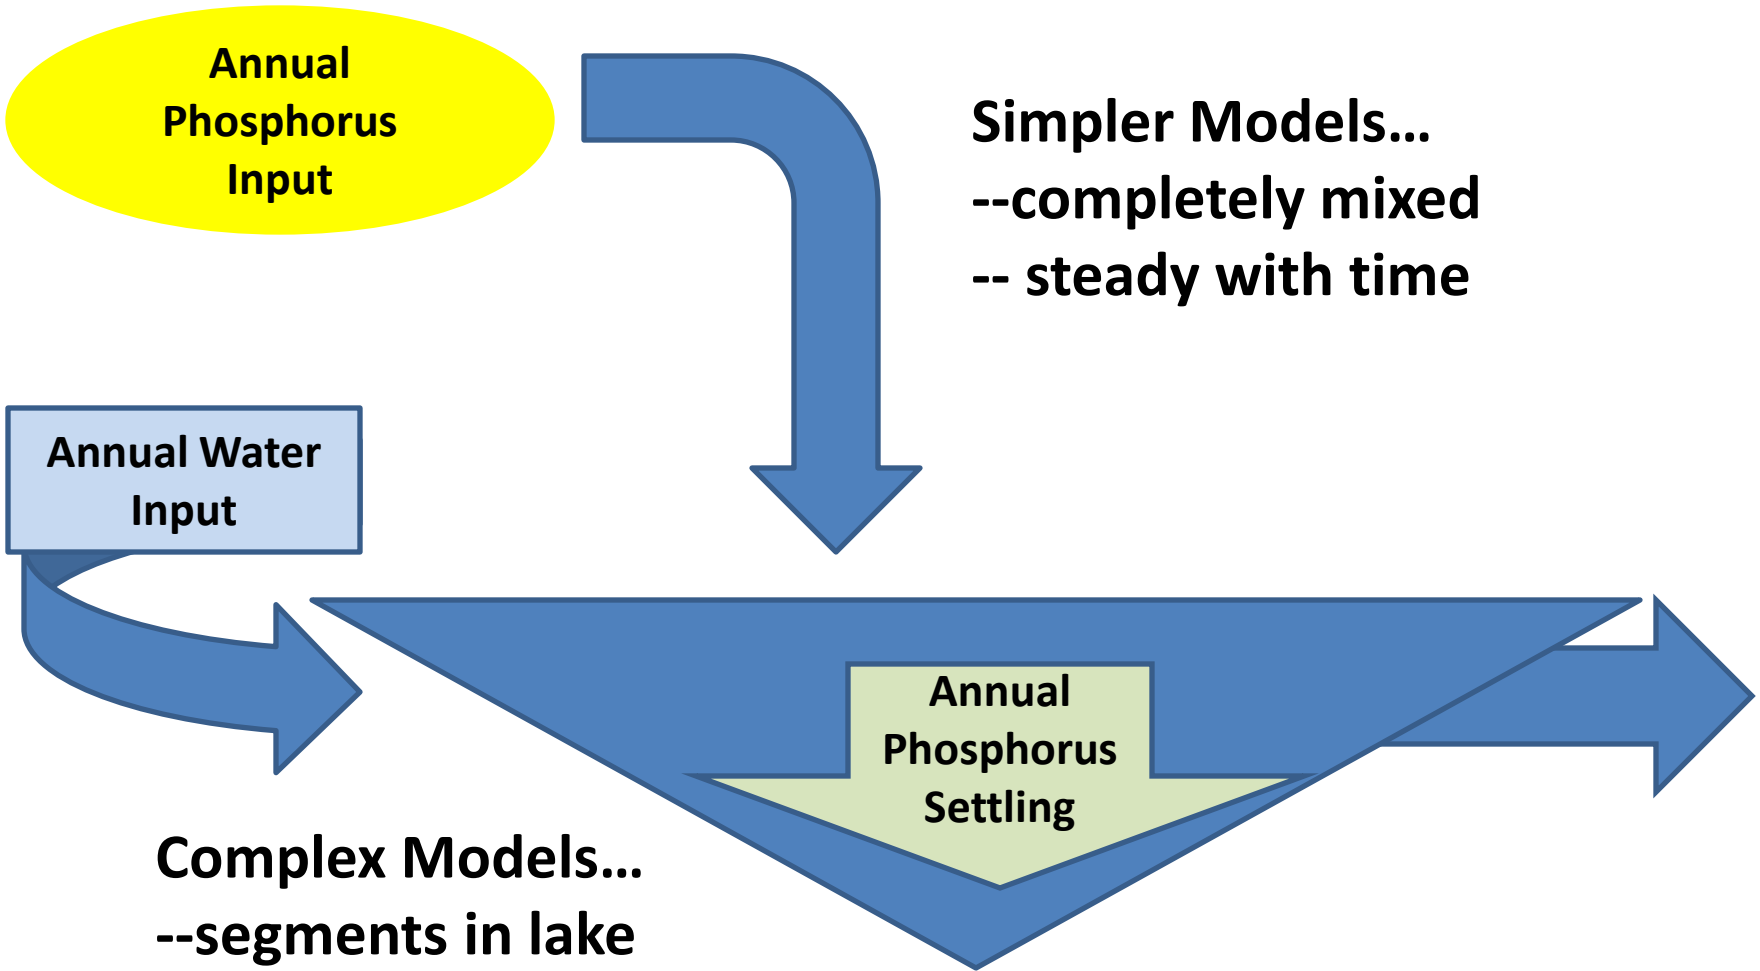 Annual
Phosphorus
Input
Simpler Models…
--completely mixed
-- steady with time
Annual Water
Input
Annual
Phosphorus
Settling
Complex Models…
--segments in lake